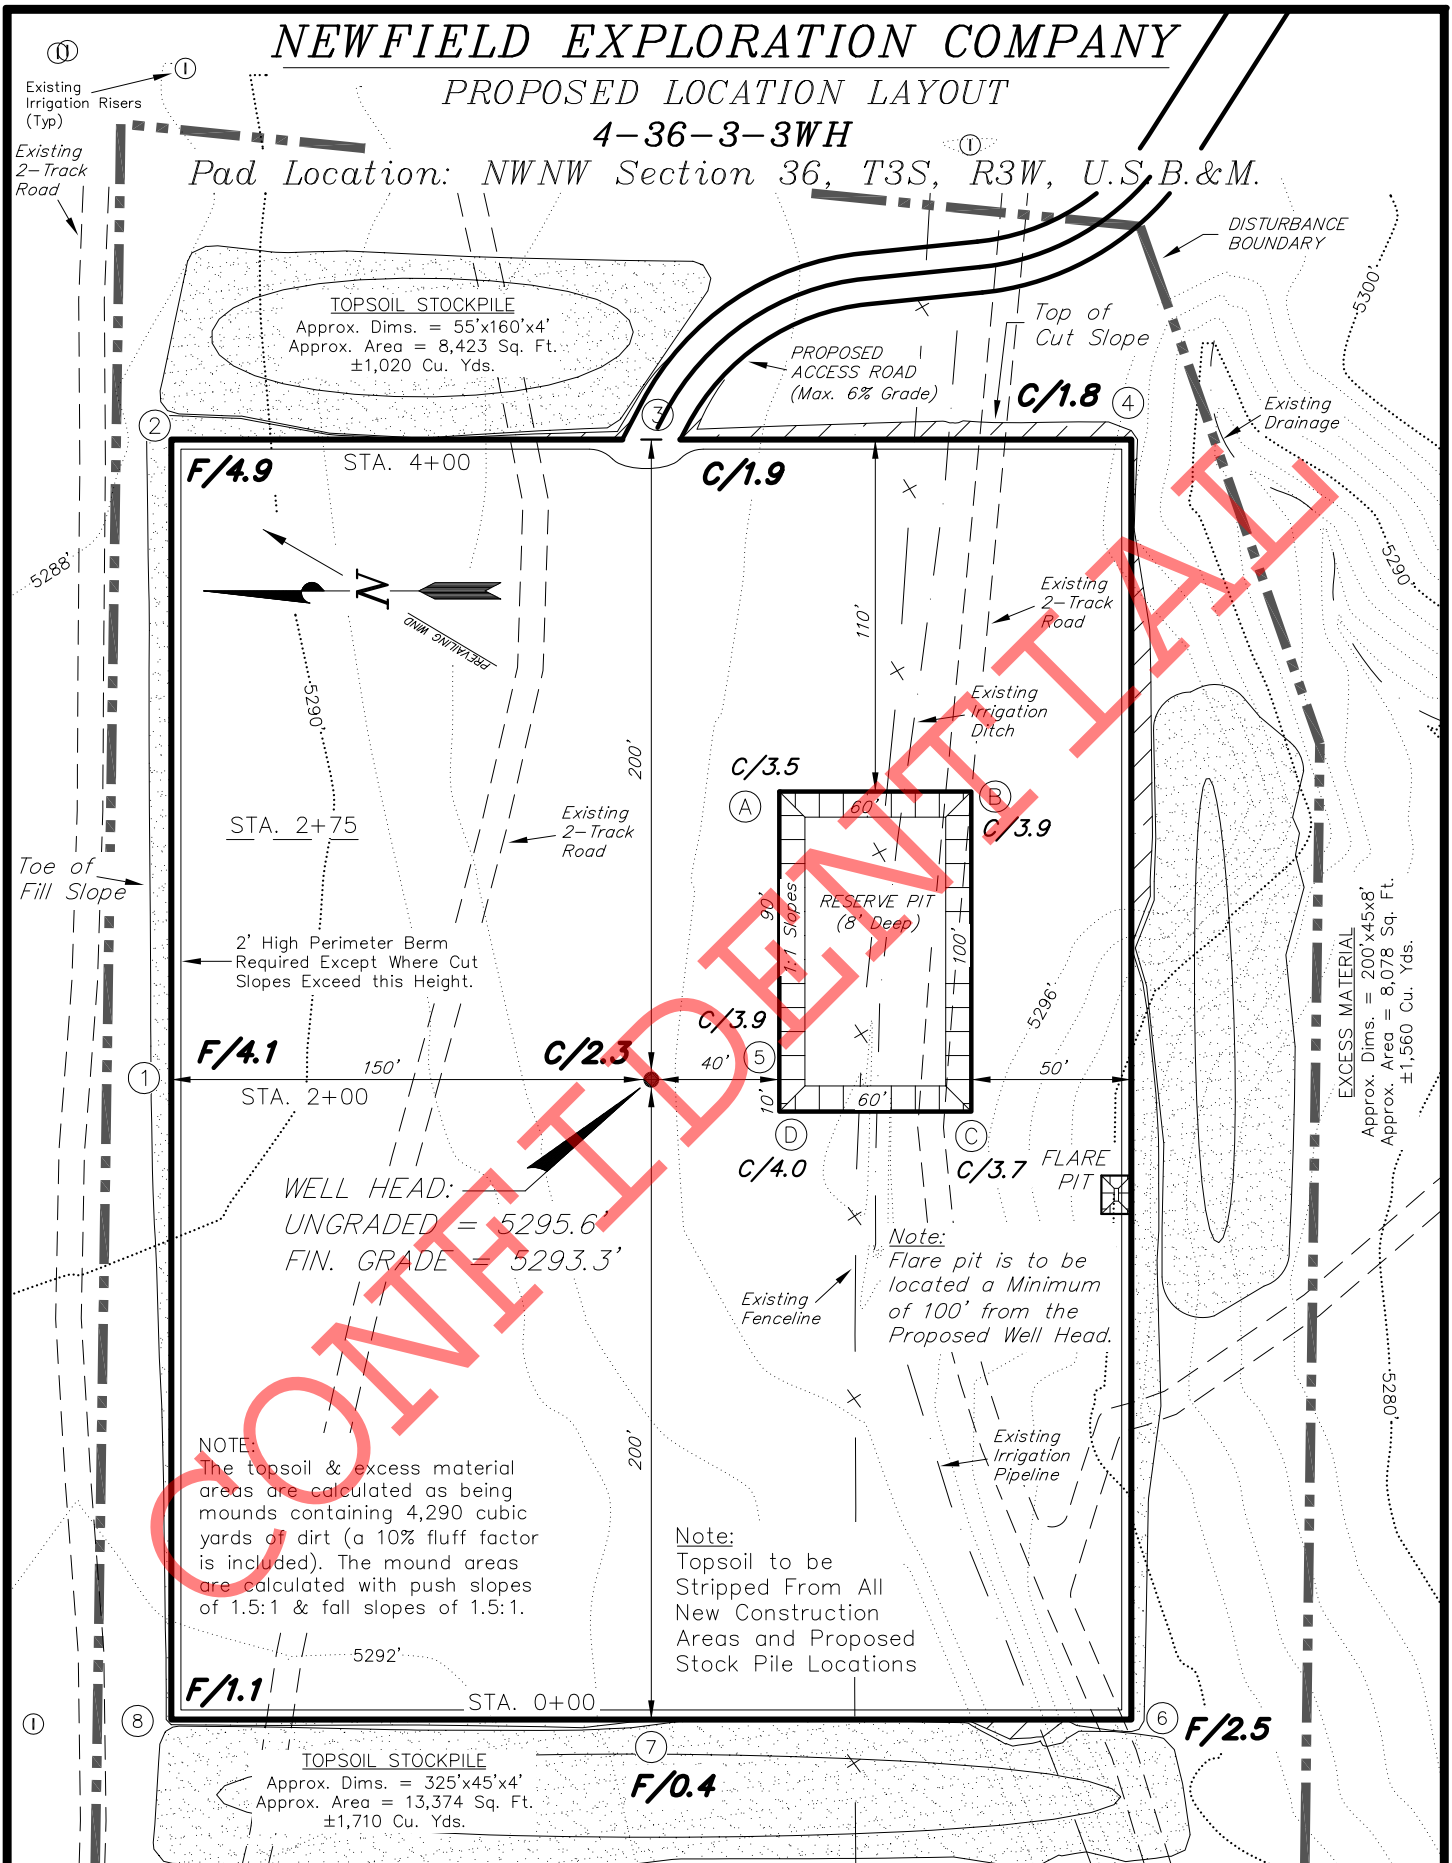 NEWFIELD EXPLORATION COMPANY
PROPOSED LOCATION LAYOUT
4-36-3-3WH
Pad Location: NWNW Section 36, T3S, R3W, U.S.B.&M.
Existing
Irrigation Risers
(Typ)
Existing
2-Track
Road
DISTURBANCE
BOUNDARY
5300'
TOPSOIL STOCKPILE
Approx. Dims. = 55'x160'x4'
Approx. Area = 8,423 Sq. Ft.
±1,020 Cu. Yds.
Top of
Cut Slope
PROPOSED
ACCESS ROAD
(Max. 6% Grade)
C/1.8
4
Existing
Drainage
2
3
F/4.9
STA. 4+00
C/1.9
5288'
5290'
N
PREVAILING WIND
110'
Existing
2-Track
Road
5290'
Existing
Irrigation
Ditch
200'
C/3.5
A
60'
B
C/3.9
STA. 2+75
Existing
2-Track
Road
Toe of
Fill Slope
RESERVE PIT
(8' Deep)
90'
1:1 Slopes
100'
2' High Perimeter Berm
Required Except Where Cut
Slopes Exceed this Height.
EXCESS MATERIAL
Approx. Dims. = 200'x45x8'
Approx. Area = 8,078 Sq. Ft.
±1,560 Cu. Yds.
5296'
C/3.9
F/4.1
C/2.3
5
1
150'
40'
50'
STA. 2+00
10'
60'
D
C
C/4.0
C/3.7
FLARE
PIT
WELL HEAD:
UNGRADED = 5295.6'
FIN. GRADE = 5293.3'
Note:
Flare pit is to be
located a Minimum
of 100' from the
Proposed Well Head.
Existing
Fenceline
5280'
200'
Existing
Irrigation
Pipeline
NOTE:
The topsoil & excess material
areas are calculated as being
mounds containing 4,290 cubic
yards of dirt (a 10% fluff factor
is included). The mound areas
are calculated with push slopes
of 1.5:1 & fall slopes of 1.5:1.
Note:
Topsoil to be
Stripped From All
New Construction
Areas and Proposed
Stock Pile Locations
5292'
F/1.1
STA. 0+00
8
7
6
F/2.5
F/0.4
TOPSOIL STOCKPILE
Approx. Dims. = 325'x45'x4'
Approx. Area = 13,374 Sq. Ft.
±1,710 Cu. Yds.
CONFIDENTIAL